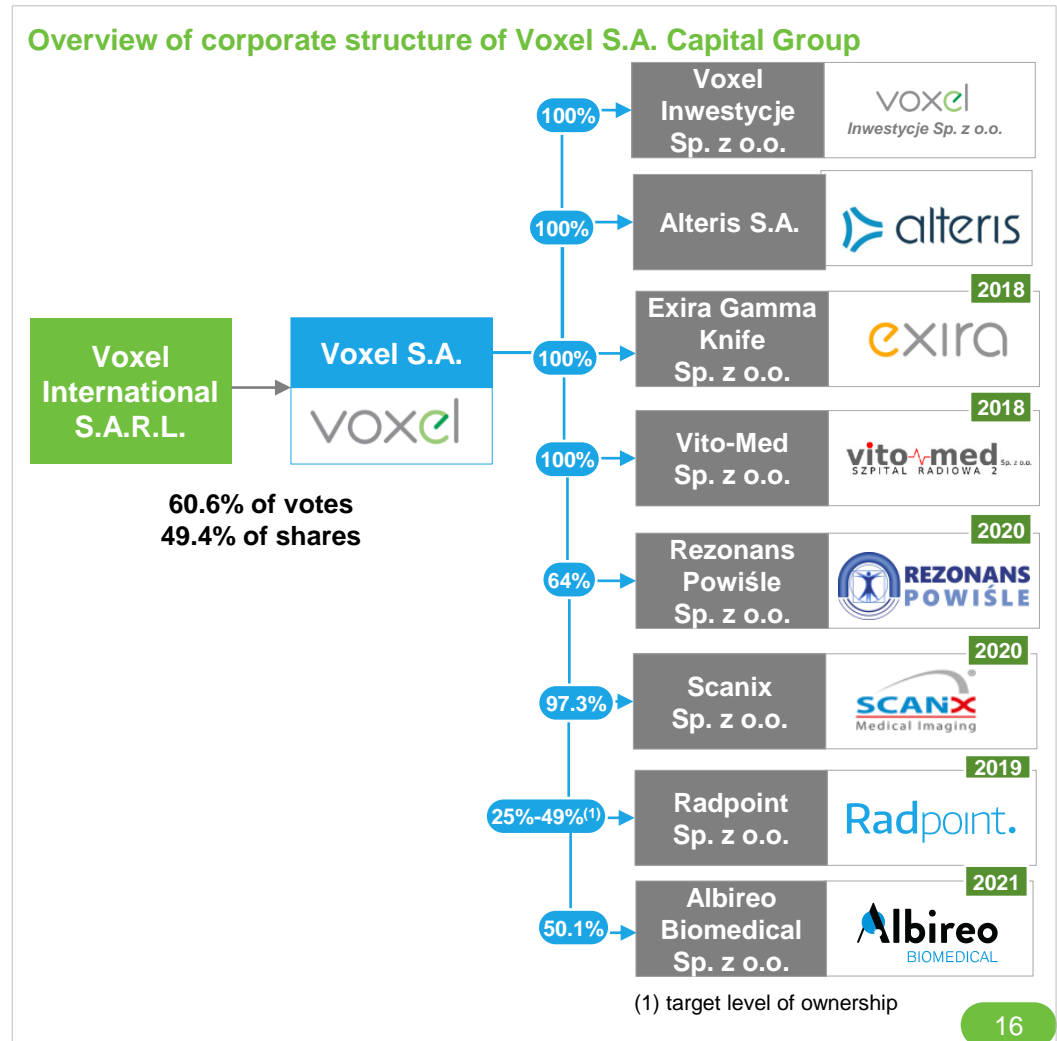 Overview of corporate structure of Voxel S.A. Capital Group
100%
Voxel
Inwestycje
Sp. z o.o.
voxel
Inwestycje Sp. z o.o.
100%
Alteris S.A.
alteris
Voxel
International
S.A.R.L.
Voxel S.A.
voxel
60.6% of votes
49.4% of shares
100%
Exira Gamma
Knife
Sp. z o.o.
2018
exira
100%
Vito-Med
Sp. z o.o.
2018
vito med Sp. z o.o.
SZPITAL RADIOWA 2
64%
Rezonans
Powiśle
Sp. z o.o.
2020
REZONANS
POWIŚLE
97.3%
Scanix
Sp. z o.o.
2020
SCANX ®
Medical Imaging
25%-49%(1)
Radpoint
Sp. z o.o.
2019
Radpoint.
50.1%
Albireo
Biomedical
Sp. z o.o.
2021
Albireo
BIOMEDICAL
(1) target level of ownership
16